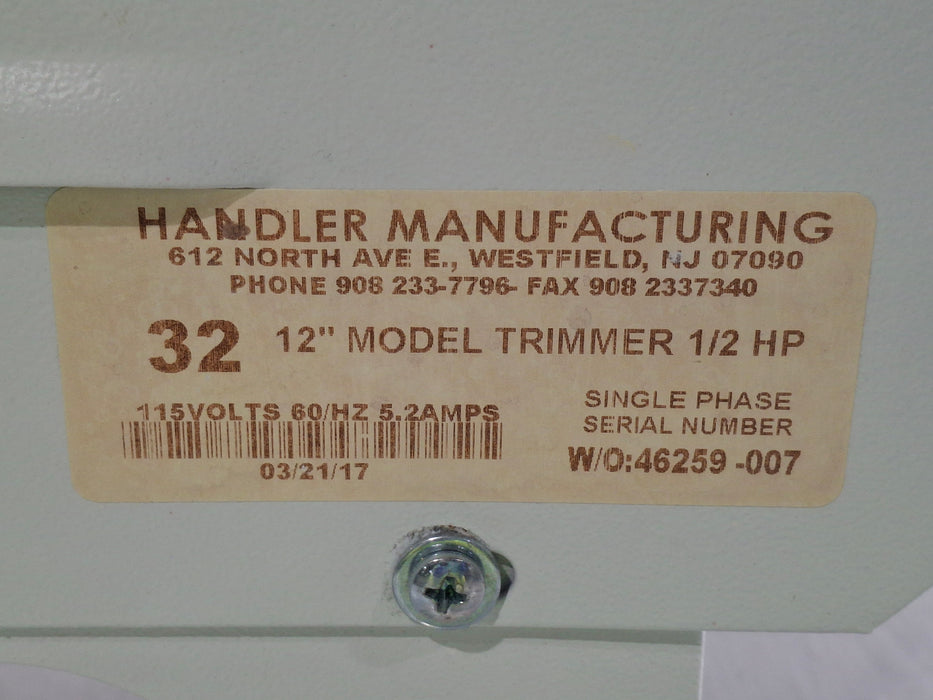 HANDLER MANUFACTURING
612 NORTH AVE E., WESTFIELD, NJ 07090
PHONE 908 233-7796- FAX 908 2337340
32 12" MODEL TRIMMER 1/2 HP
115VOLTS 60/HZ 5.2AMPS
03/21/17
SINGLE PHASE
SERIAL NUMBER
W/O:46259 -007